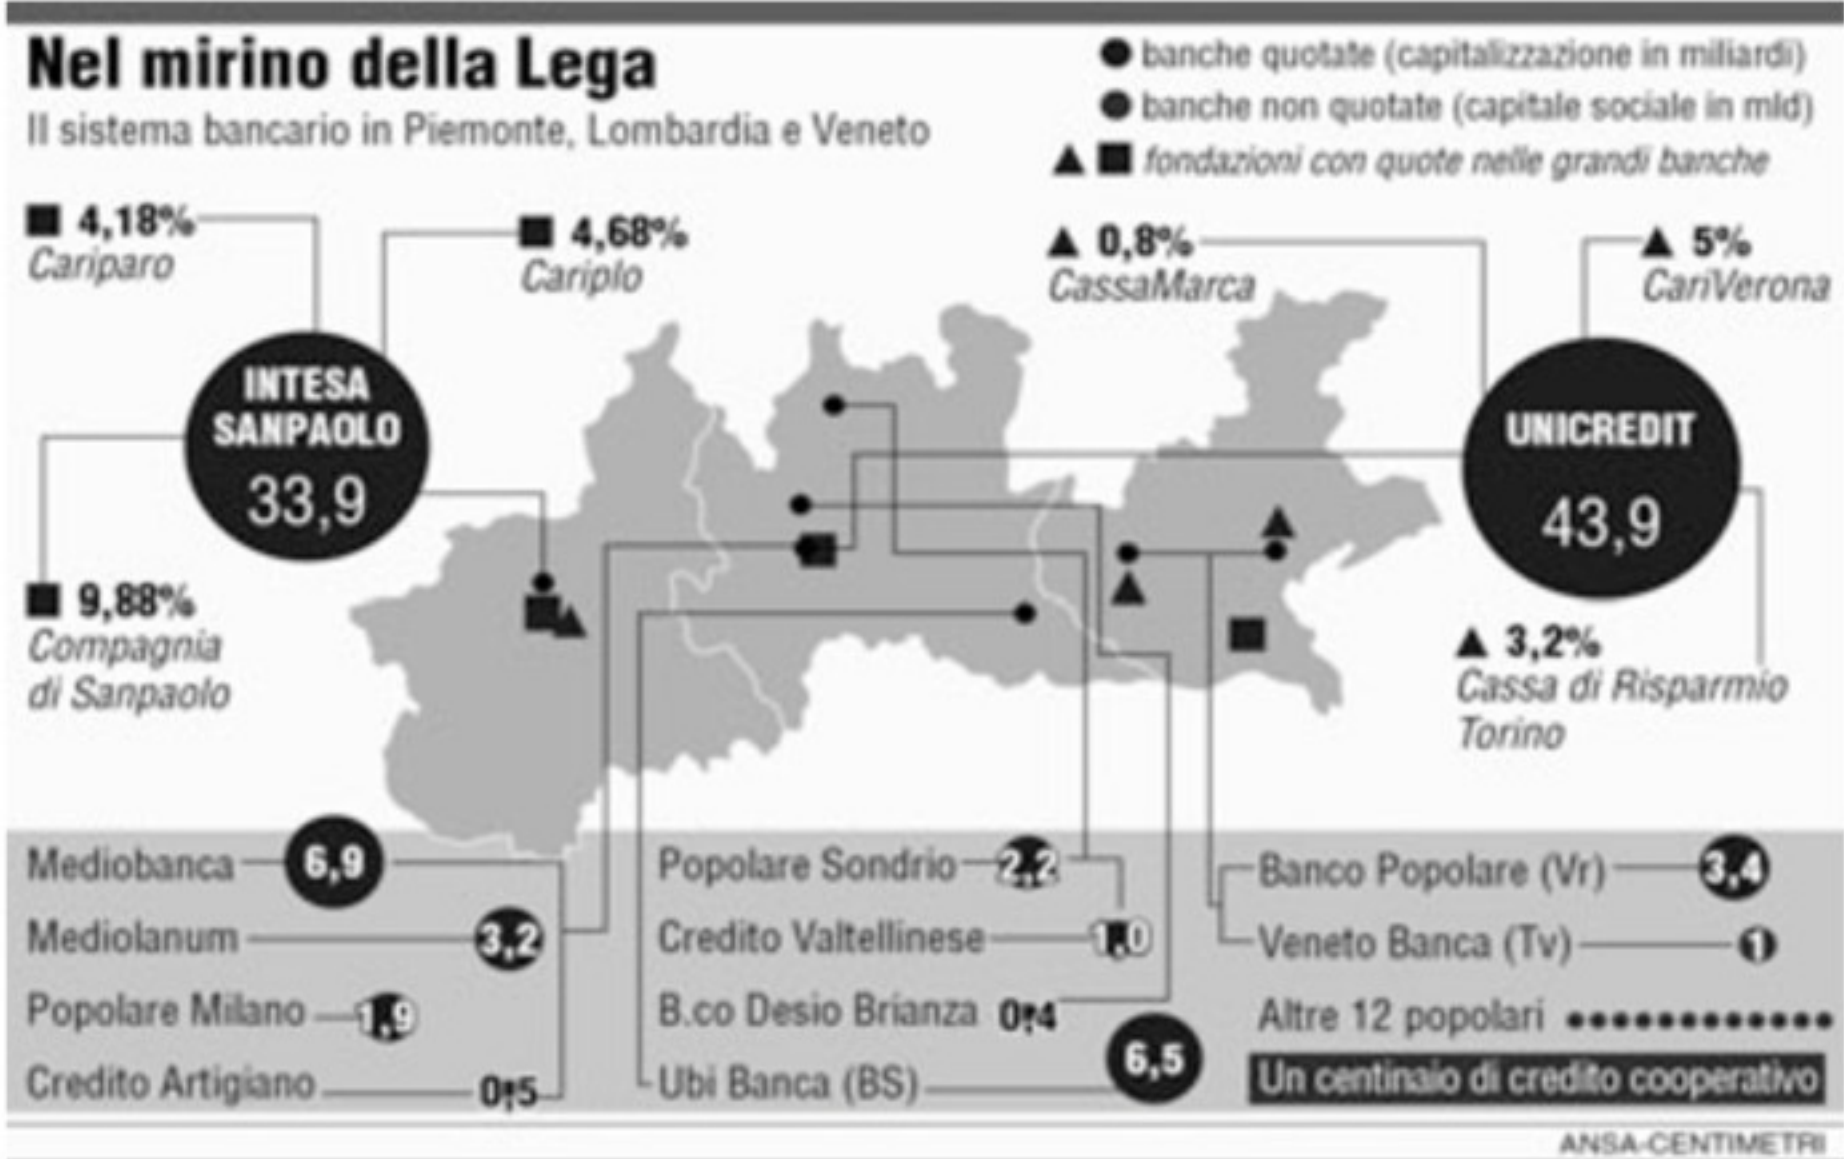 Nel mirino della Lega
Il sistema bancario in Piemonte, Lombardia e Veneto
banche quotate (capitalizzazione in miliardi)
banche non quotate (capitale sociale in mld)
fondazioni con quote nelle grandi banche
4,18%
Cariparo
4,68%
Cariplo
0,8%
CassaMarca
5%
CariVerona
INTESA
SANPAOLO
33,9
UNICREDIT
43,9
9,88%
Compagnia
di Sanpaolo
3,2%
Cassa di Risparmio
Torino
Mediobanca 6,9
Mediolanum 3,2
Popolare Milano 1,9
Credito Artigiano 0,5
Popolare Sondrio 2,2
Credito Valtellinese 1,0
B.co Desio Brianza 0,4
Ubi Banca (BS) 6,5
Banco Popolare (Vr) 3,4
Veneto Banca (Tv) 1
Altre 12 popolari
Un centinaio di credito cooperativo
ANSA-CENTIMETRI